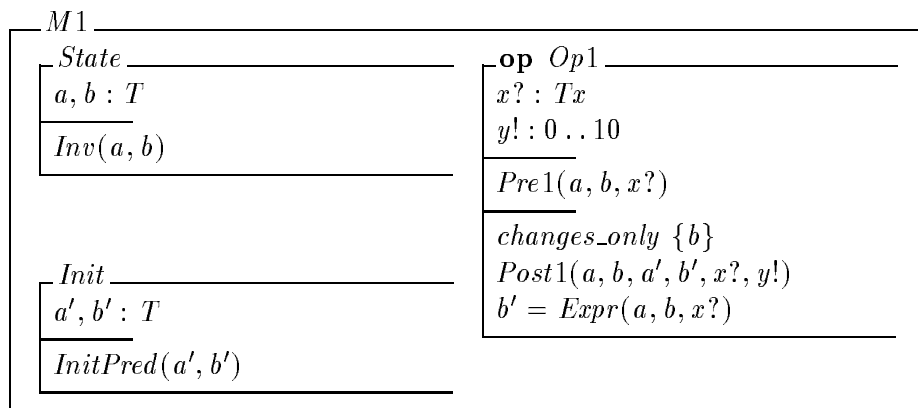 M1
State
a, b : T
Inv(a, b)
Init
a′, b′ : T
InitPred(a′, b′)
op Op1
x? : Tx
y! : 0 . . 10
Pre1(a, b, x?)
changes_only {b}
Post1(a, b, a′, b′, x?, y!)
b′ = Expr(a, b, x?)